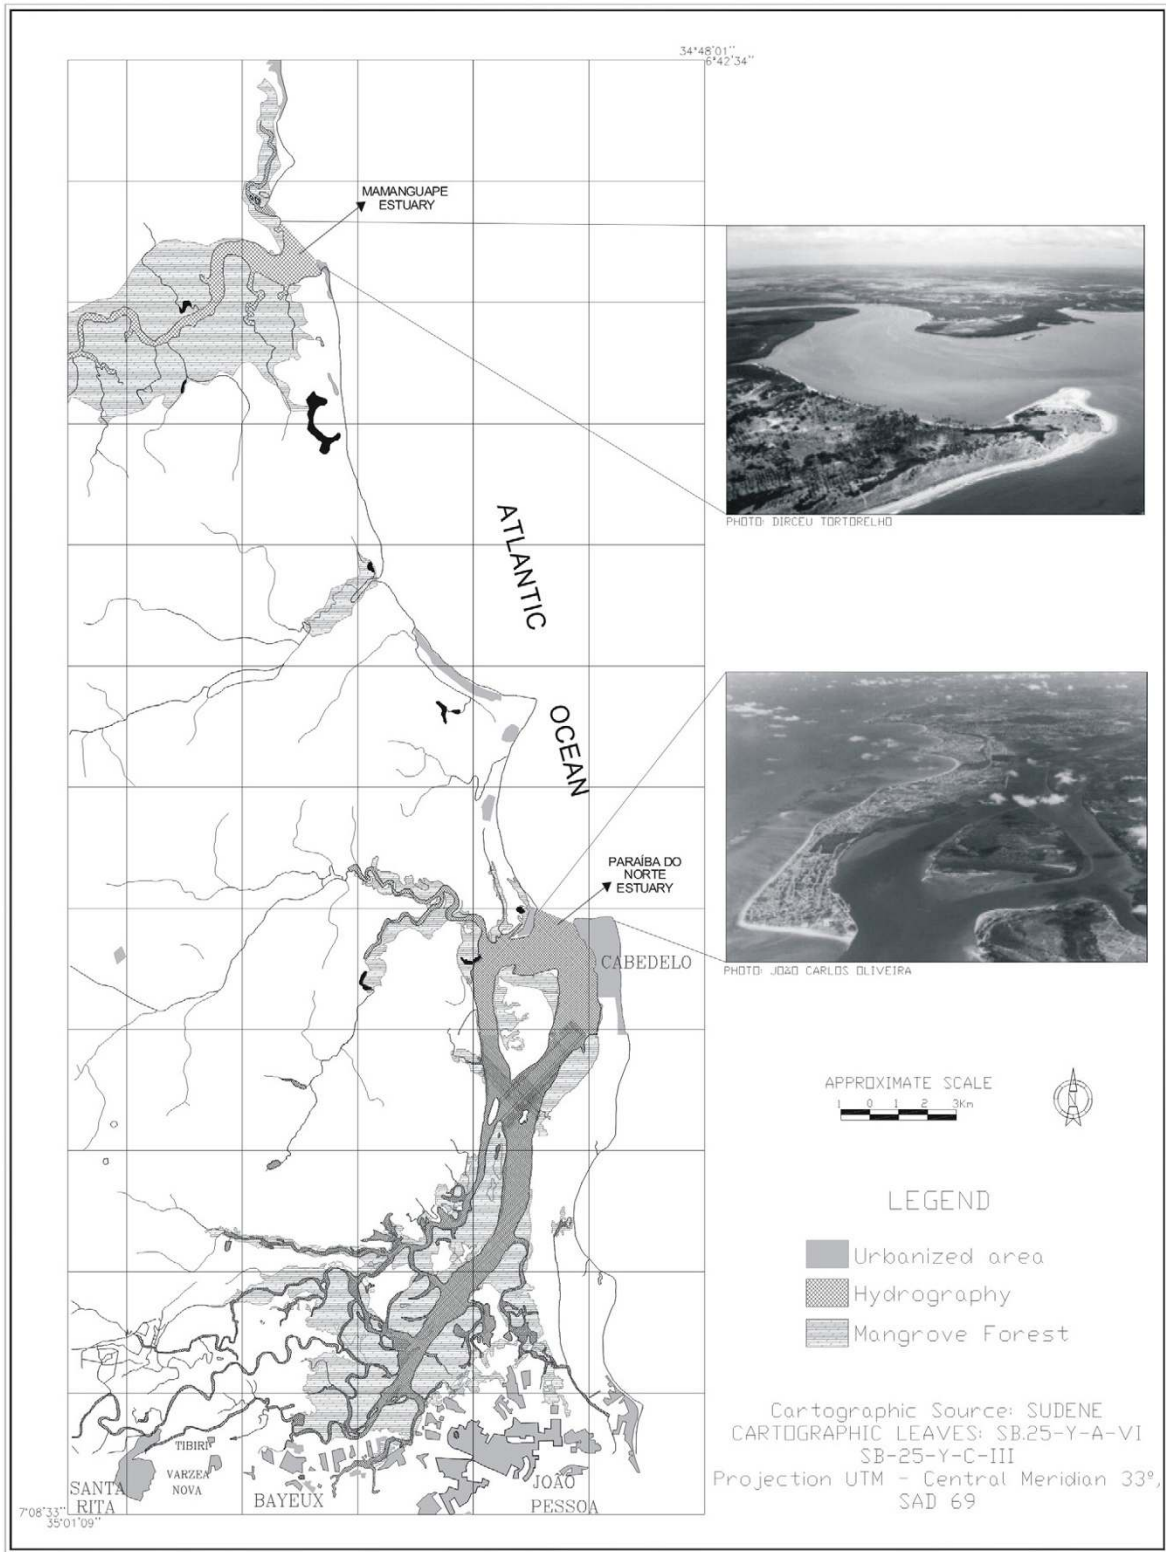 34°48'01"
6°42'34"
MAMANGUAPE
ESTUARY
PHOTO: DIRCEU TORTORELHO
ATLANTIC
OCEAN
PARAÍBA DO
NORTE
ESTUARY
CABEDELO
PHOTO: JOÃO CARLOS OLIVEIRA
APPROXIMATE SCALE
1 0 1 2 3Km
N
LEGEND
Urbanized area
Hydrography
Mangrove Forest
Cartographic Source: SUDENE
CARTOGRAPHIC LEAVES: SB.25-Y-A-VI
SB-25-Y-C-III
Projection UTM - Central Meridian 33°,
SAD 69
TIBIRI
VARZEA
NOVA
SANTA
RITA
BAYEUX
JOÃO
PESSOA
7°08'33"
35°01'09"